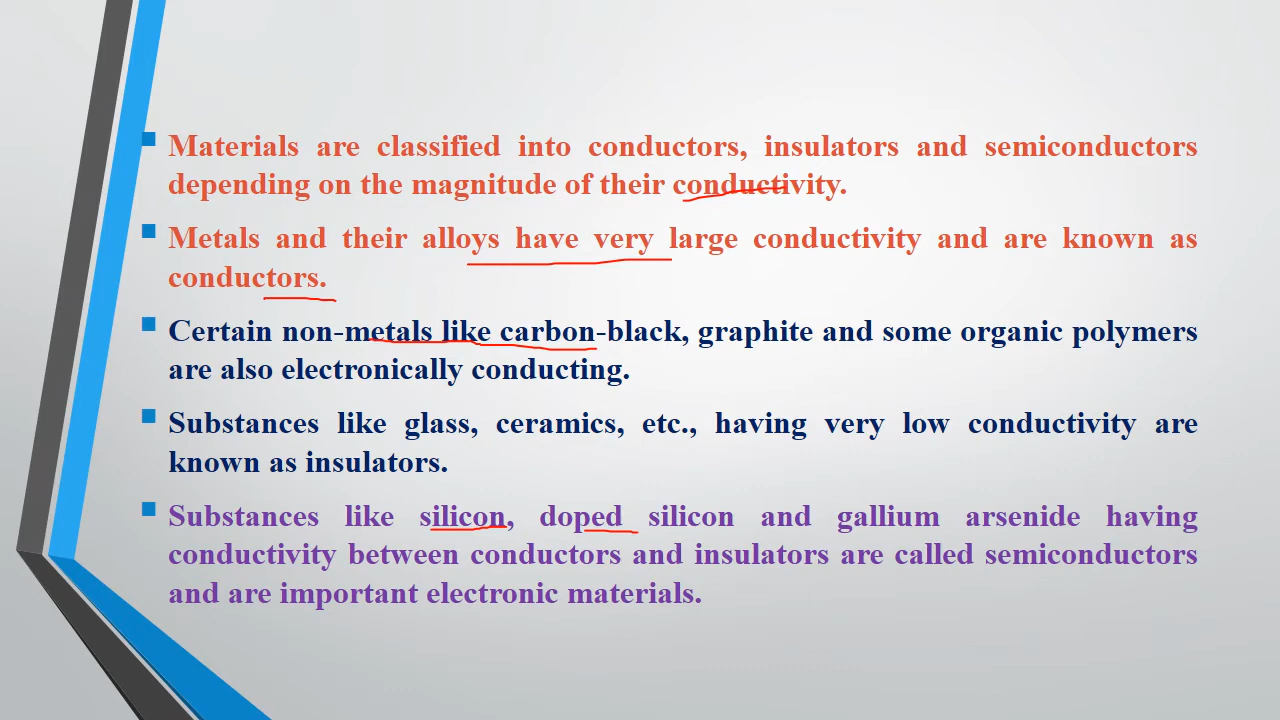 Materials are classified into conductors, insulators and semiconductors
depending on the magnitude of their conductivity.
Metals and their alloys have very large conductivity and are known as
conductors.
Certain non-metals like carbon-black, graphite and some organic polymers
are also electronically conducting.
Substances like glass, ceramics, etc., having very low conductivity are
known as insulators.
Substances like silicon, doped silicon and gallium arsenide having
conductivity between conductors and insulators are called semiconductors
and are important electronic materials.